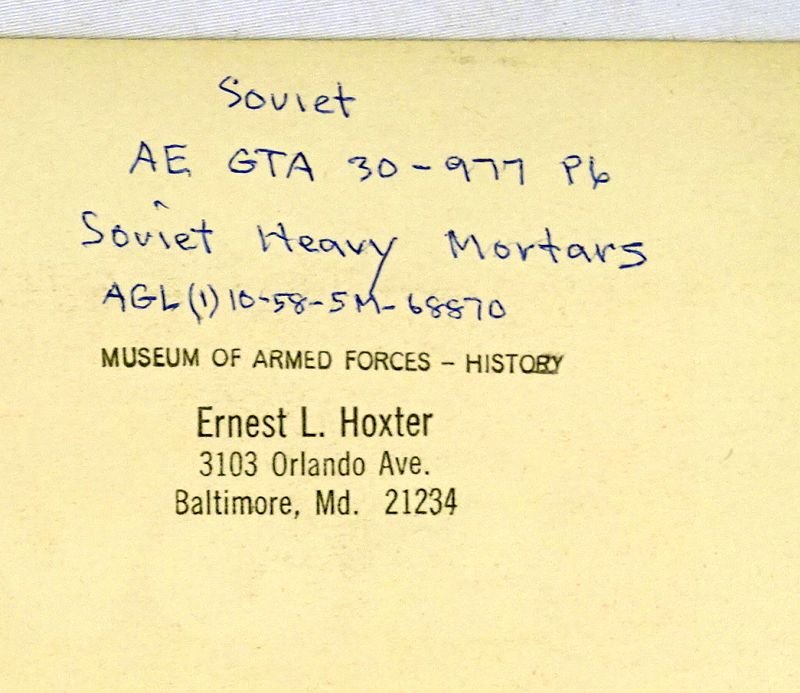 Soviet
AE GTA 30-977 P6
Soviet Heavy Mortars
AGL(1)10-58-5M-68870
MUSEUM OF ARMED FORCES - HISTORY
Ernest L. Hoxter
3103 Orlando Ave.
Baltimore, Md. 21234